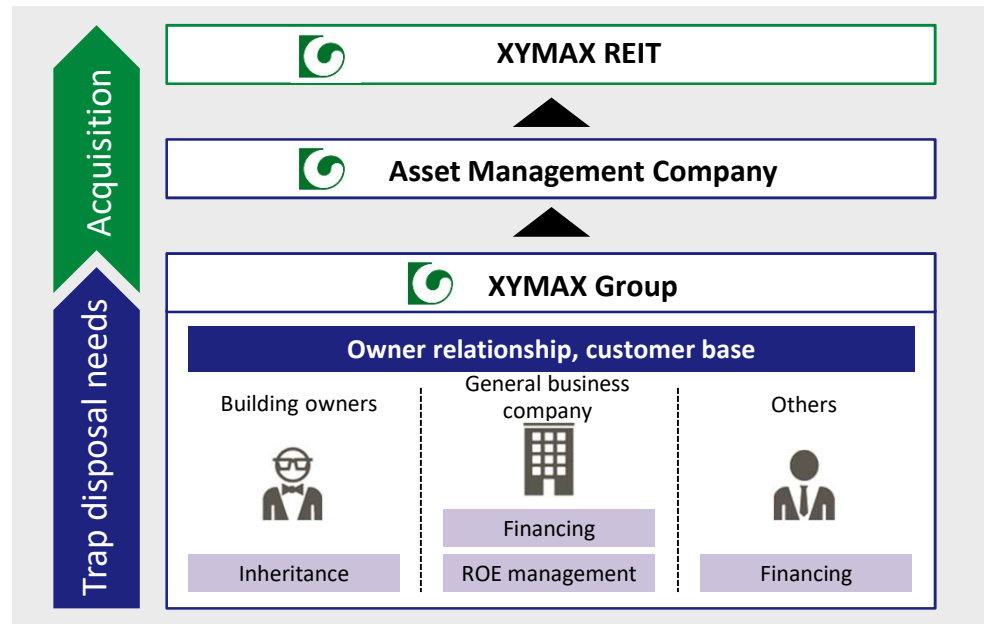 Acquisition
Trap disposal needs
XYMAX REIT
Asset Management Company
XYMAX Group
Owner relationship, customer base
Building owners
General business
company
Others
Inheritance
Financing
ROE management
Financing